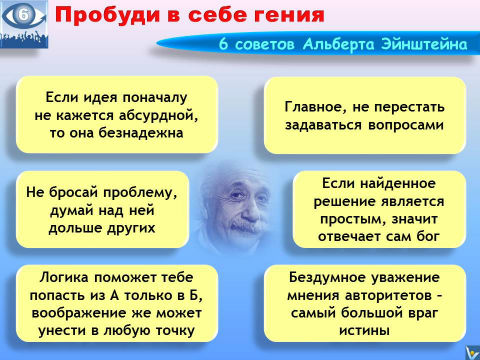 6
Пробуди в себе гения
6 советов Альберта Эйнштейна
Если идея поначалу
не кажется абсурдной,
то она безнадежна
Главное, не перестать
задаваться вопросами
Не бросай проблему,
думай над ней
дольше других
Если найденное
решение является
простым, значит
отвечает сам бог
Логика поможет тебе
попасть из А только в Б,
воображение же может
унести в любую точку
Бездумное уважение
мнения авторитетов –
самый большой враг
истины